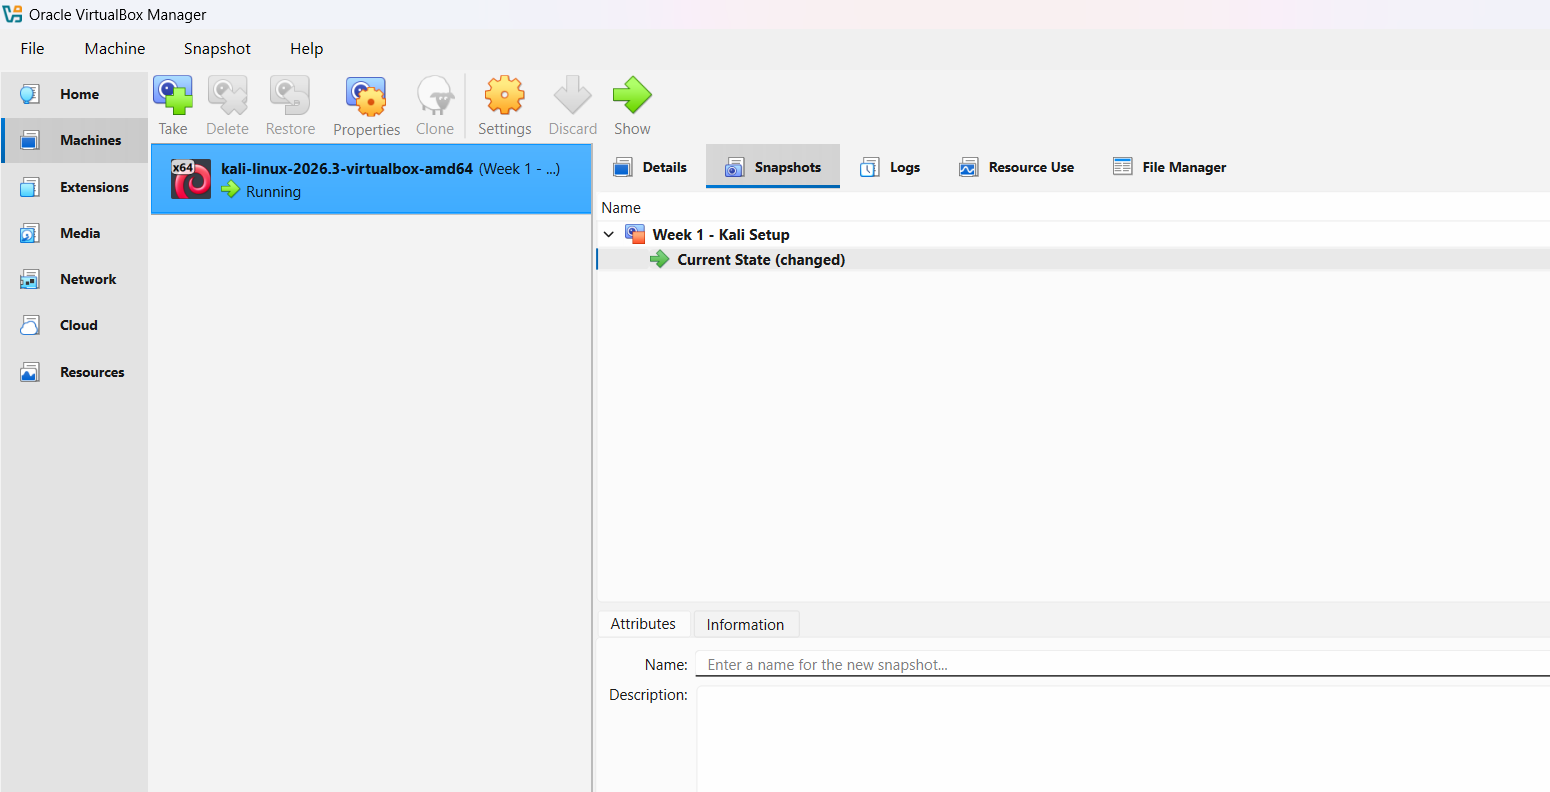 Oracle VirtualBox Manager
File Machine Snapshot Help
Home
Machines
Extensions
Media
Network
Cloud
Resources
Take Delete Restore Properties Clone Settings Discard Show
x64
kali-linux-2026.3-virtualbox-amd64 (Week 1 - ...)
Running
Details Snapshots Logs Resource Use File Manager
Name
Week 1 - Kali Setup
Current State (changed)
Attributes Information
Name: Enter a name for the new snapshot...
Description: